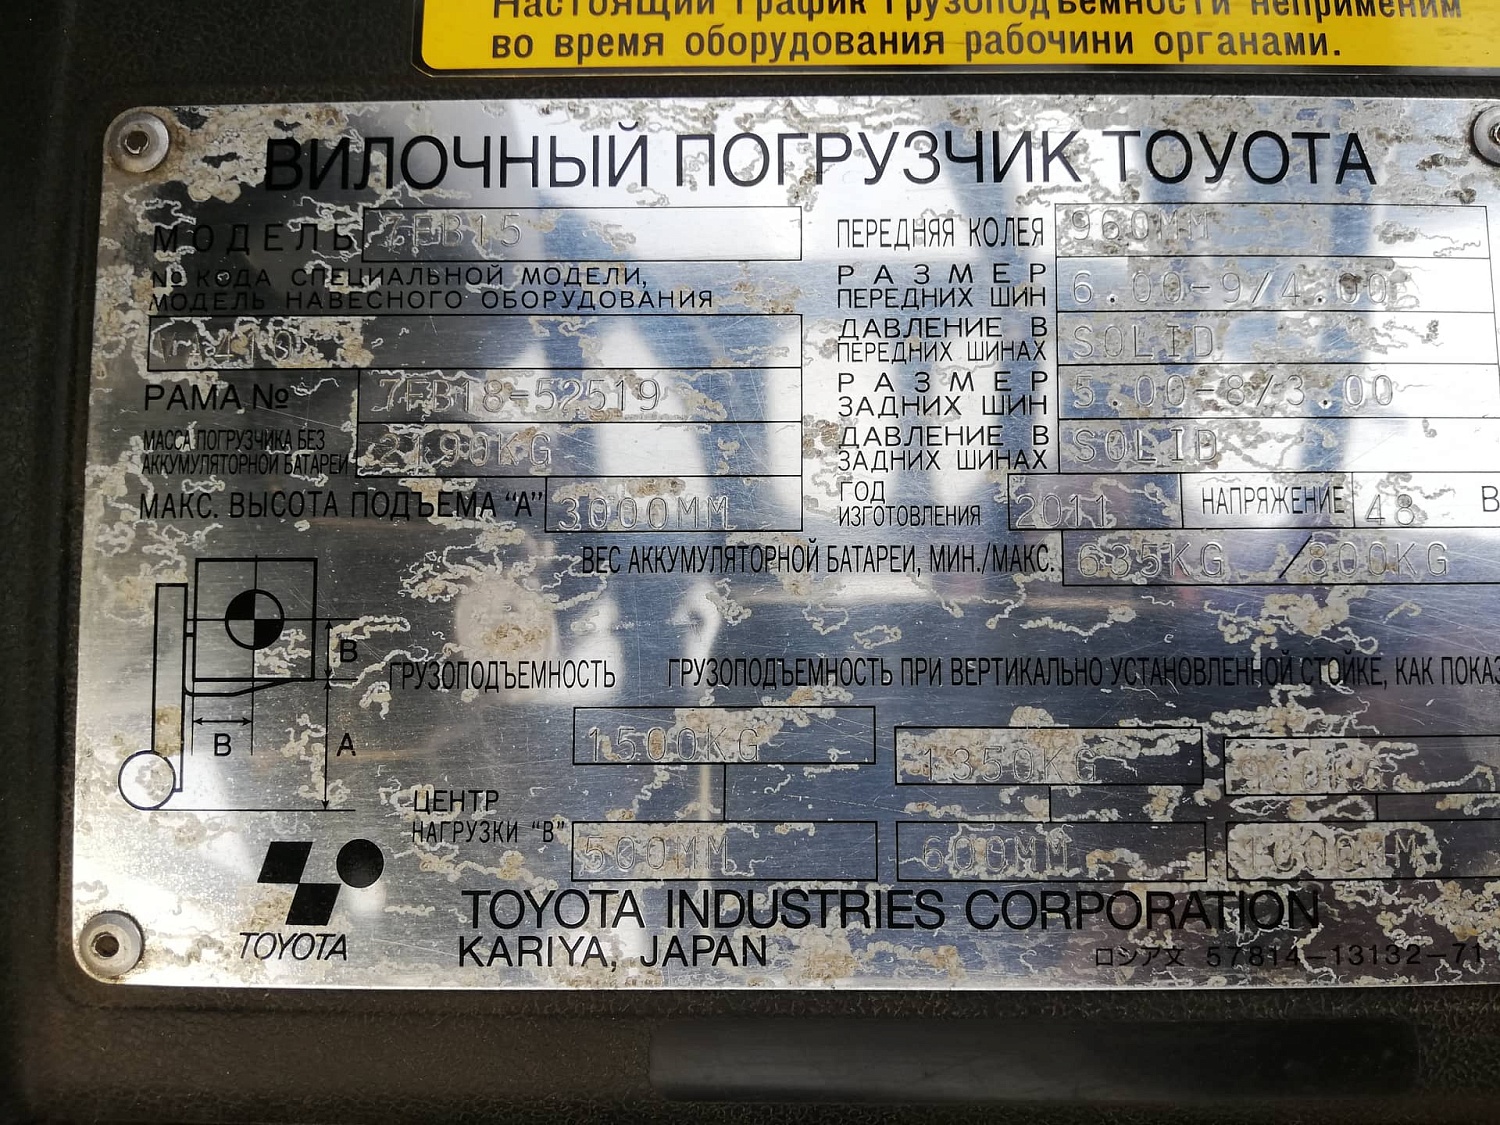 Настоящий график грузоподъемности неприменим
во время оборудования рабочини органами.
ВИЛОЧНЫЙ ПОГРУЗЧИК TOYOTA
МОДЕЛЬ 7FB15
№ КОДА СПЕЦИАЛЬНОЙ МОДЕЛИ,
МОДЕЛЬ НАВЕСНОГО ОБОРУДОВАНИЯ
РАМА № 7FB18-52519
МАССА ПОГРУЗЧИКА БЕЗ
АККУМУЛЯТОРНОЙ БАТАРЕИ 2190KG
МАКС. ВЫСОТА ПОДЪЕМА "А" 3000MM
ПЕРЕДНЯЯ КОЛЕЯ 960MM
РАЗМЕР
ПЕРЕДНИХ ШИН 6.00-9/4.00
ДАВЛЕНИЕ В
ПЕРЕДНИХ ШИНАХ SOLID
РАЗМЕР
ЗАДНИХ ШИН 5.00-8/3.00
ДАВЛЕНИЕ В
ЗАДНИХ ШИНАХ SOLID
ГОД
ИЗГОТОВЛЕНИЯ 2011 НАПРЯЖЕНИЕ 48 В
ВЕС АККУМУЛЯТОРНОЙ БАТАРЕИ, МИН./МАКС. 635KG /800KG
B
B
A
ГРУЗОПОДЪЕМНОСТЬ ГРУЗОПОДЪЕМНОСТЬ ПРИ ВЕРТИКАЛЬНО УСТАНОВЛЕННОЙ СТОЙКЕ, КАК ПОКАЗ
1500KG 1350KG
ЦЕНТР
НАГРУЗКИ "В" 500MM 600MM 1000MM
TOYOTA
TOYOTA INDUSTRIES CORPORATION
KARIYA, JAPAN
ロシア文 57814-13132-71